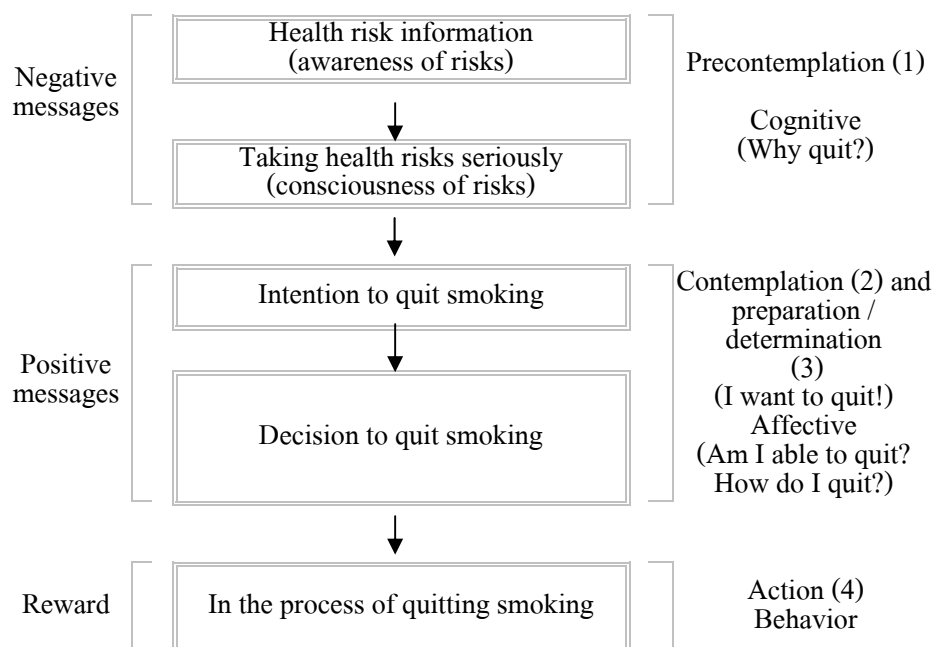 Negative
messages
Health risk information
(awareness of risks)
Taking health risks seriously
(consciousness of risks)
Precontemplation (1)
Cognitive
(Why quit?)
Positive
messages
Intention to quit smoking
Decision to quit smoking
Contemplation (2) and
preparation /
determination
(3)
(I want to quit!)
Affective
(Am I able to quit?
How do I quit?)
Reward
In the process of quitting smoking
Action (4)
Behavior